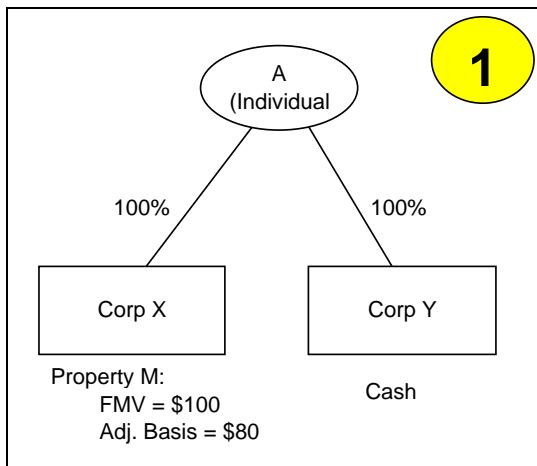 1
A
(Individual
100%
100%
Corp X
Corp Y
Property M:
FMV = $100
Adj. Basis = $80
Cash